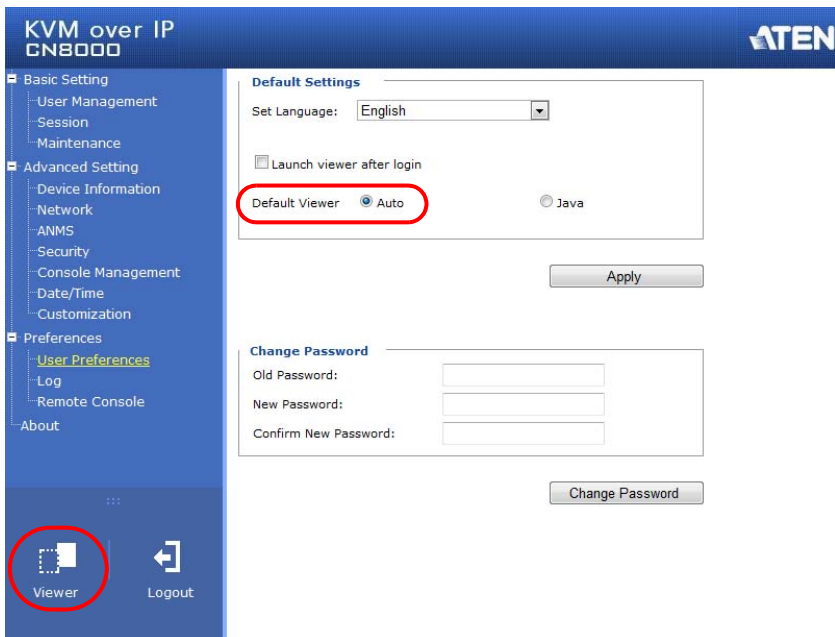 KVM over IP
CN8000
ATEN
Basic Setting
User Management
Session
Maintenance
Advanced Setting
Device Information
Network
ANMS
Security
Console Management
Date/Time
Customization
Preferences
User Preferences
Log
Remote Console
About
Viewer
Logout
Default Settings
Set Language: English
Launch viewer after login
Default Viewer Auto Java
Apply
Change Password
Old Password:
New Password:
Confirm New Password:
Change Password